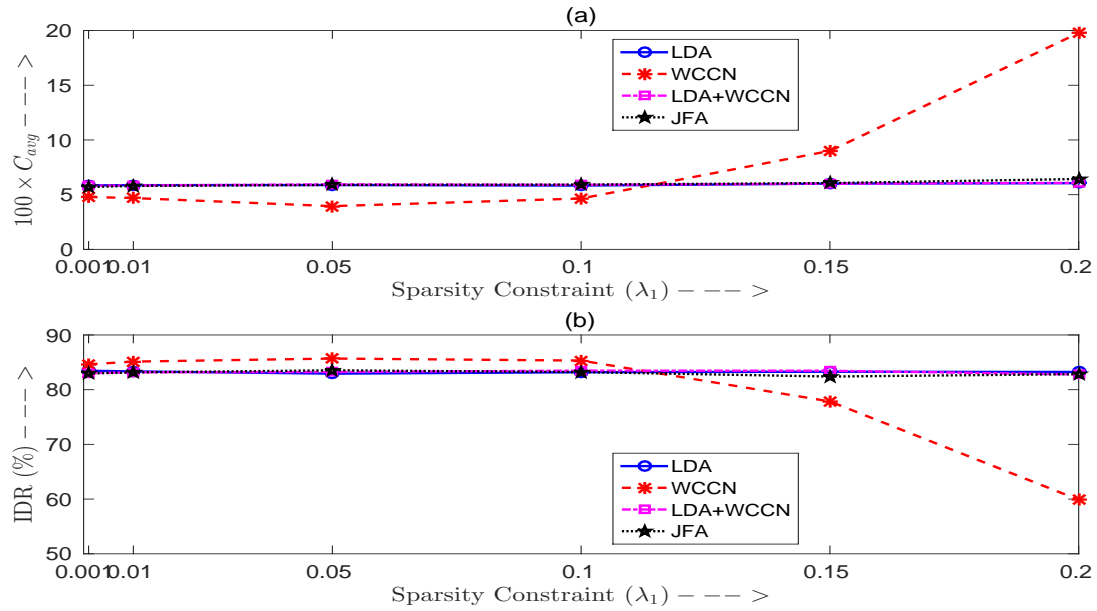 (a)
20
15
10
5
0
100 × C_avg − − − >
LDA
WCCN
LDA+WCCN
JFA
0.001 0.01 0.05 0.1 0.15 0.2
Sparsity Constraint (λ₁) − − − >
(b)
90
80
70
60
50
IDR (%) − − − >
LDA
WCCN
LDA+WCCN
JFA
0.001 0.01 0.05 0.1 0.15 0.2
Sparsity Constraint (λ₁) − − − >